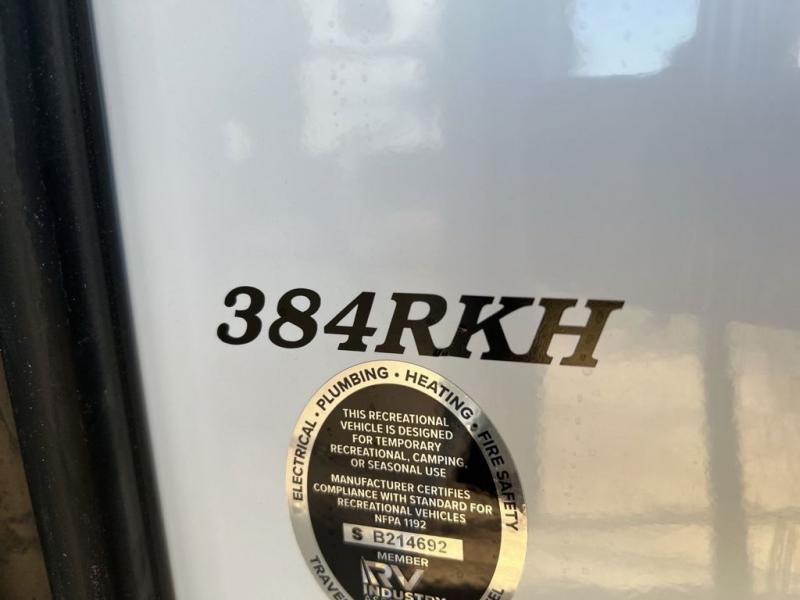 384RKH
ELECTRICAL • PLUMBING • HEATING • FIRE SAFETY
THIS RECREATIONAL
VEHICLE IS DESIGNED
FOR TEMPORARY
RECREATIONAL, CAMPING,
OR SEASONAL USE
MANUFACTURER CERTIFIES
COMPLIANCE WITH STANDARD FOR
RECREATIONAL VEHICLES
NFPA 1192
S B214692
MEMBER
RV
INDUSTRY